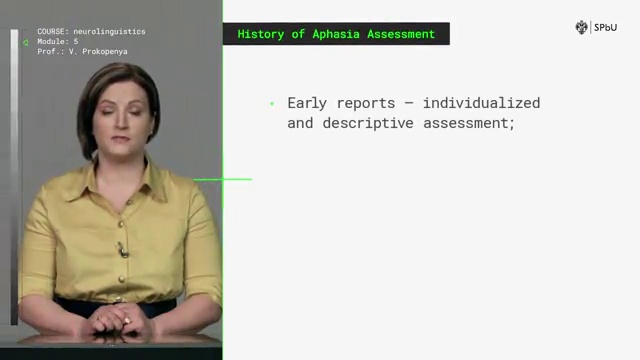 COURSE: neurolinguistics
Module: 5
Prof.: V. Prokopenya
History of Aphasia Assessment
SPbU
• Early reports – individualized
and descriptive assessment;